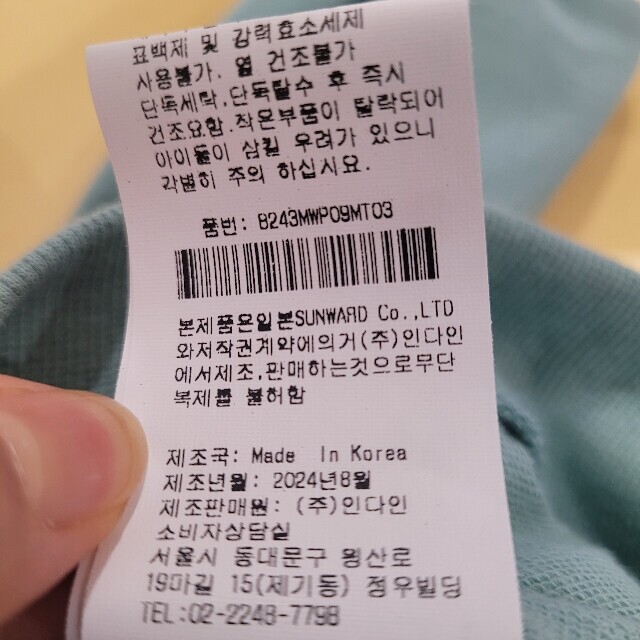 표백제 및 강력효소세제
사용불가. 열 건조불가
단독세탁.단독탈수 후 즉시
건조요함.작은부품이 탈락되어
아이들이 삼킬 우려가 있으니
각별히 주의 하십시요.
품번: B243MWP09MT03
본제품은일본SUNWARD Co.,LTD
와저작권계약에의거(주)인다인
에서제조,판매하는것으로무단
복제를 불허함
제조국: Made In Korea
제조년월: 2024년8월
제조판매원: (주)인다인
소비자상담실
서울시 동대문구 왕산로
19마길 15(제기동) 정우빌딩
TEL:02-2248-7798